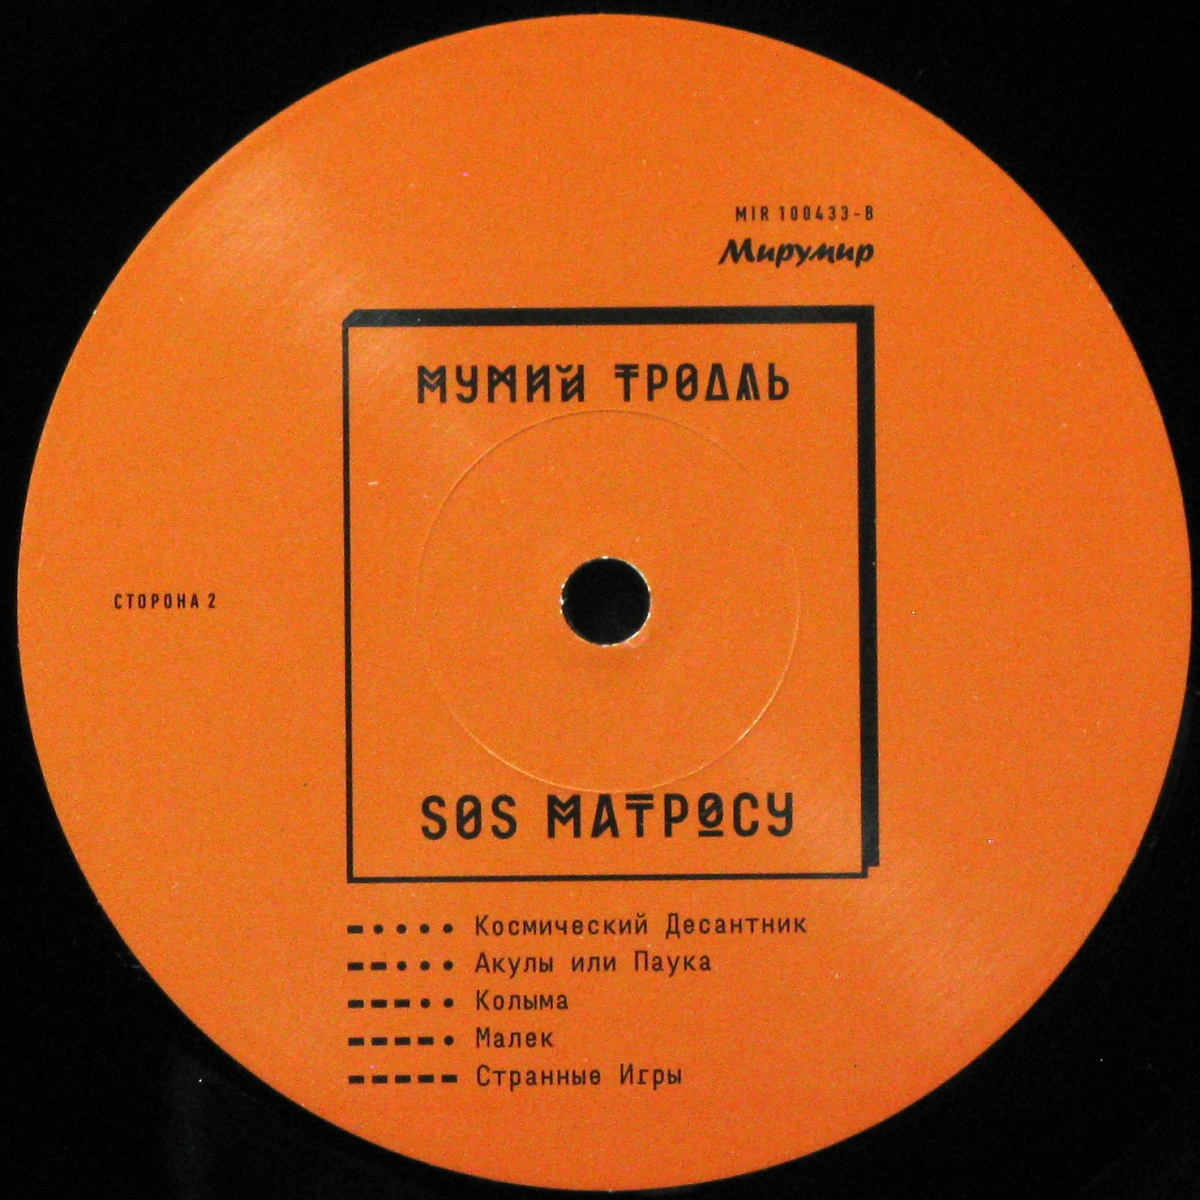 MIR 100433-B
Мирумир
МУМИЙ ТРОЛЛЬ
СТОРОНА 2
SOS МАТРОСУ
Космический Десантник
Акулы или Паука
Колыма
Малек
Странные Игры